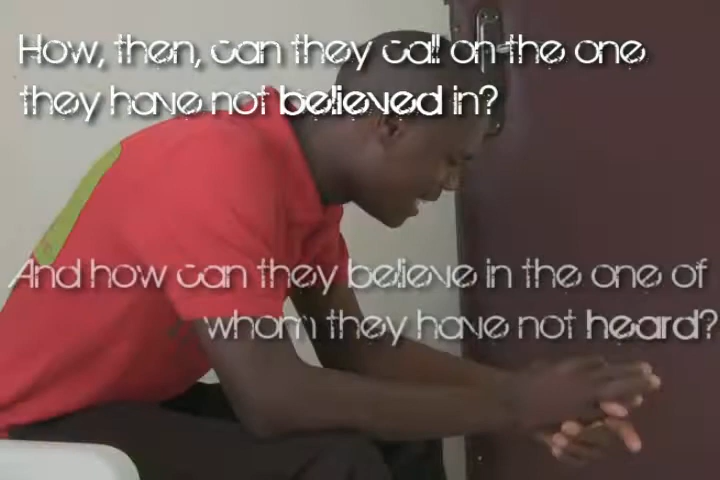 How, then, can they call on the one
they have not believed in?
And how can they believe in the one of
whom they have not heard?